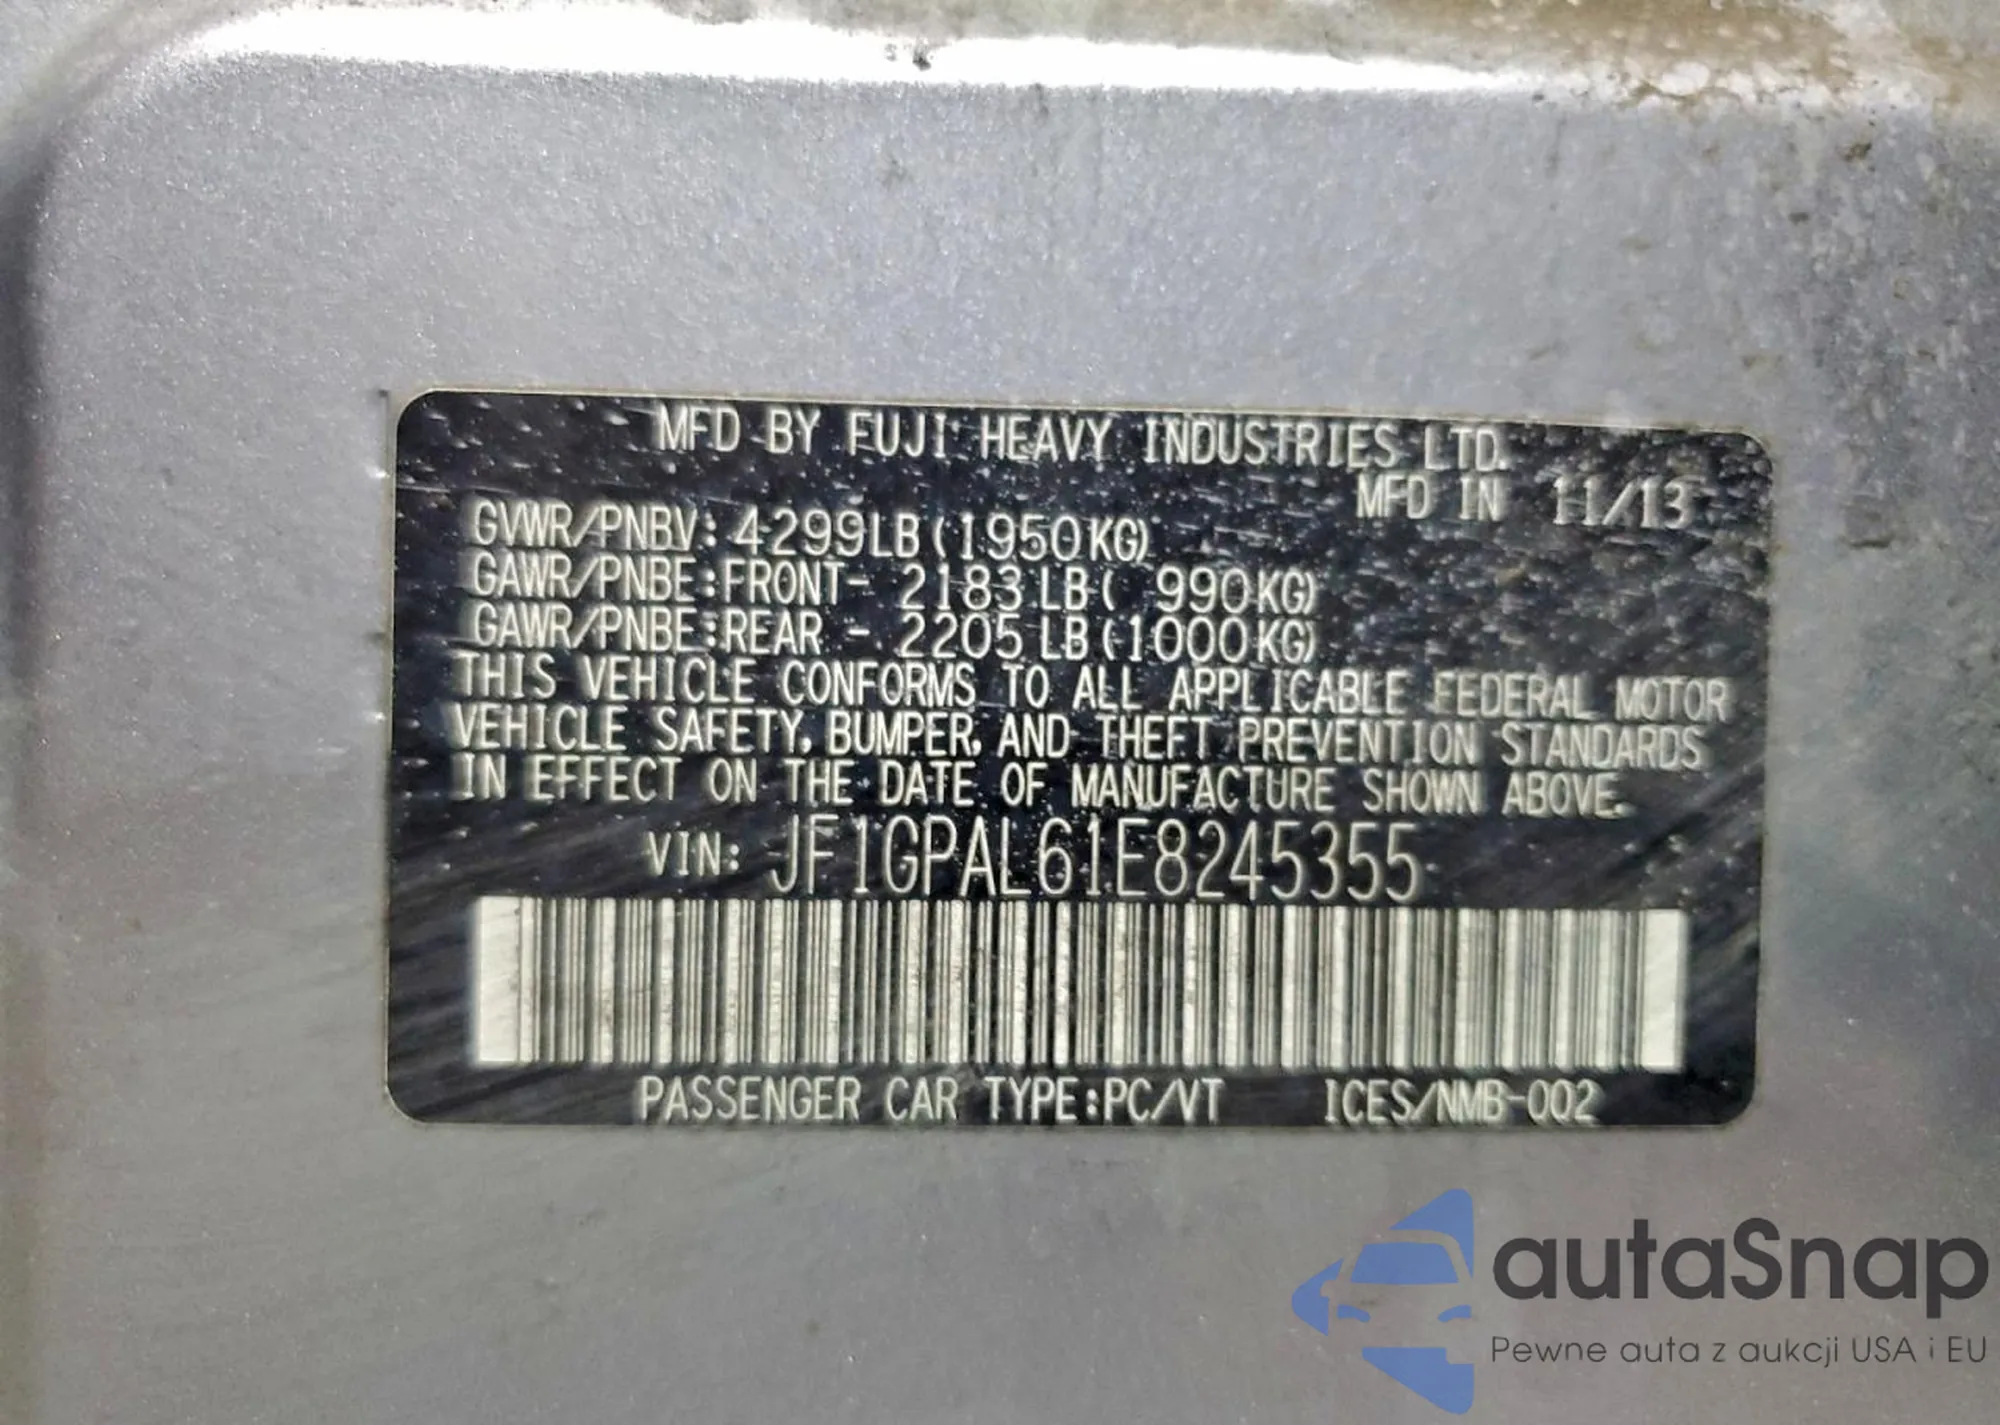 MFD BY FUJI HEAVY INDUSTRIES LTD.
MFD IN 11/13
GVWR/PNBV: 4299LB (1950KG)
GAWR/PNBE:FRONT- 2183 LB ( 990KG)
GAWR/PNBE:REAR - 2205 LB (1000KG)
THIS VEHICLE CONFORMS TO ALL APPLICABLE FEDERAL MOTOR
VEHICLE SAFETY, BUMPER, AND THEFT PREVENTION STANDARDS
IN EFFECT ON THE DATE OF MANUFACTURE SHOWN ABOVE.
VIN: JF1GPAL61E8245355
PASSENGER CAR TYPE:PC/VT ICES/NMB-002
autaSnap
Pewne auta z aukcji USA i EU